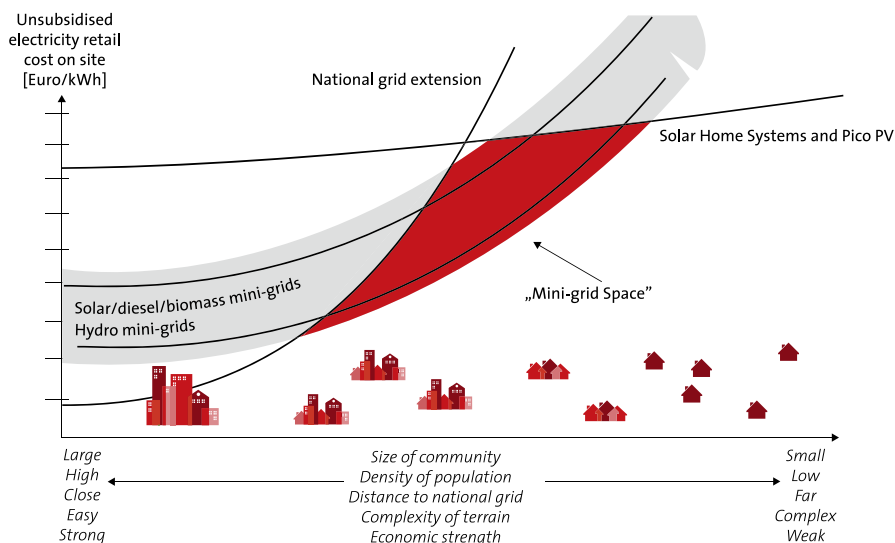 Unsubsidised
electricity retail
cost on site
[Euro/kWh]
National grid extension
Solar Home Systems and Pico PV
„Mini-grid Space”
Solar/diesel/biomass mini-grids
Hydro mini-grids
Large
High
Close
Easy
Strong
Size of community
Density of population
Distance to national grid
Complexity of terrain
Economic strength
Small
Low
Far
Complex
Weak